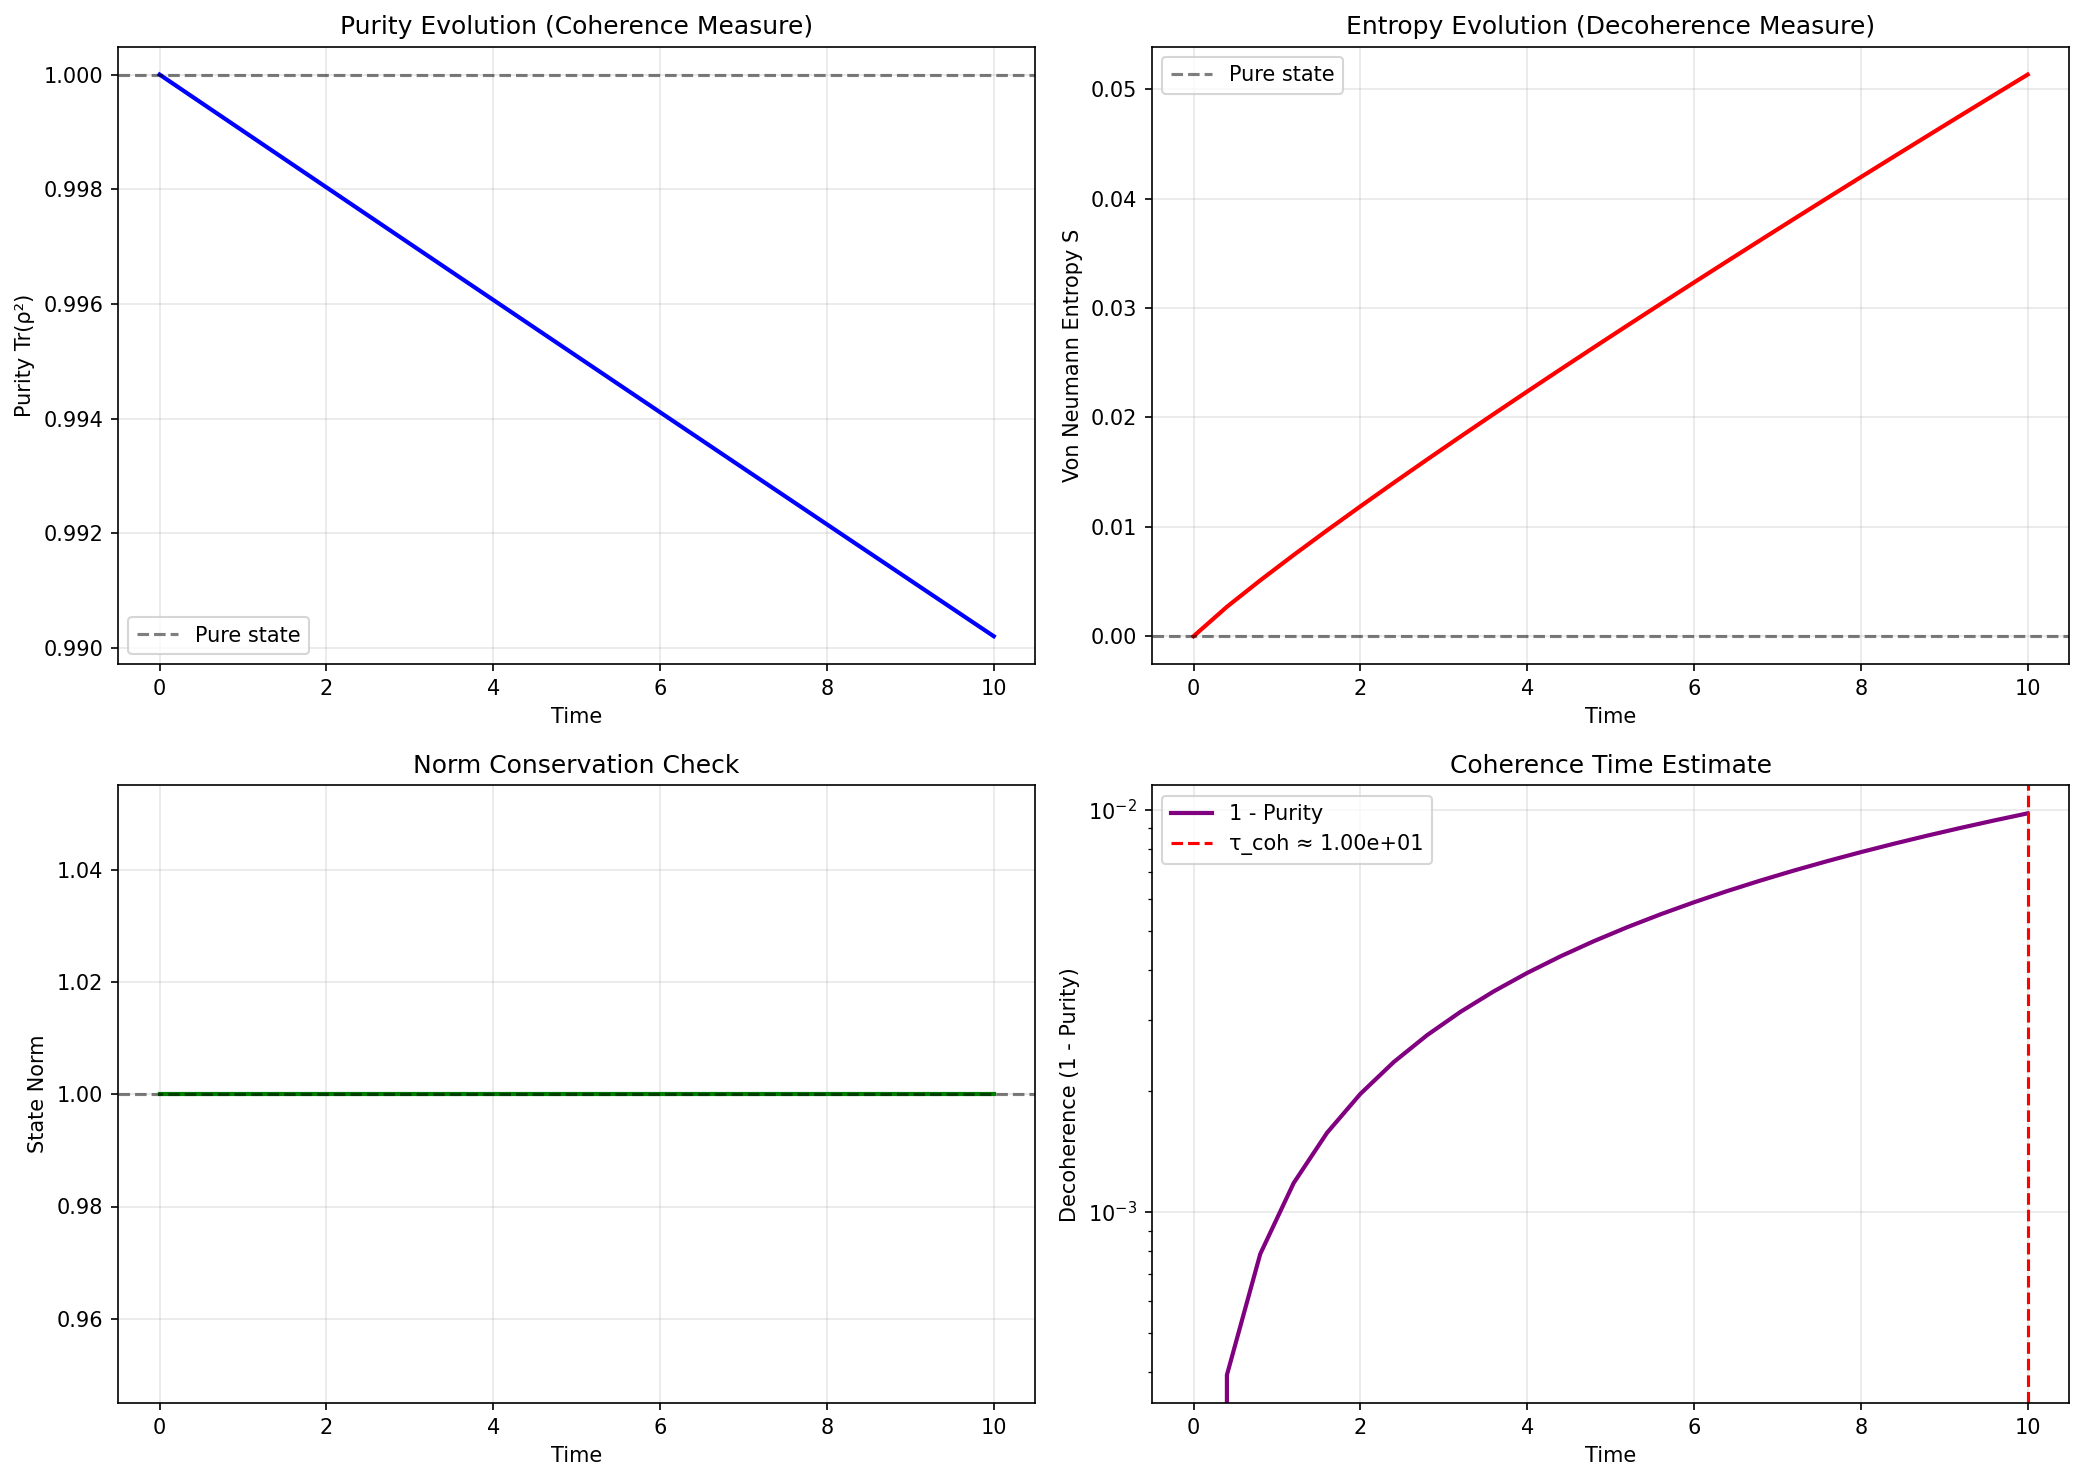 Purity Evolution (Coherence Measure)
Purity Tr(ρ²)
1.000
0.998
0.996
0.994
0.992
0.990
Pure state
0 2 4 6 8 10
Time
Entropy Evolution (Decoherence Measure)
Von Neumann Entropy S
Pure state
0.05
0.04
0.03
0.02
0.01
0.00
0 2 4 6 8 10
Time
Norm Conservation Check
State Norm
1.04
1.02
1.00
0.98
0.96
0 2 4 6 8 10
Time
Coherence Time Estimate
Decoherence (1 - Purity)
1 - Purity
τ_coh ≈ 1.00e+01
10⁻²
10⁻³
0 2 4 6 8 10
Time